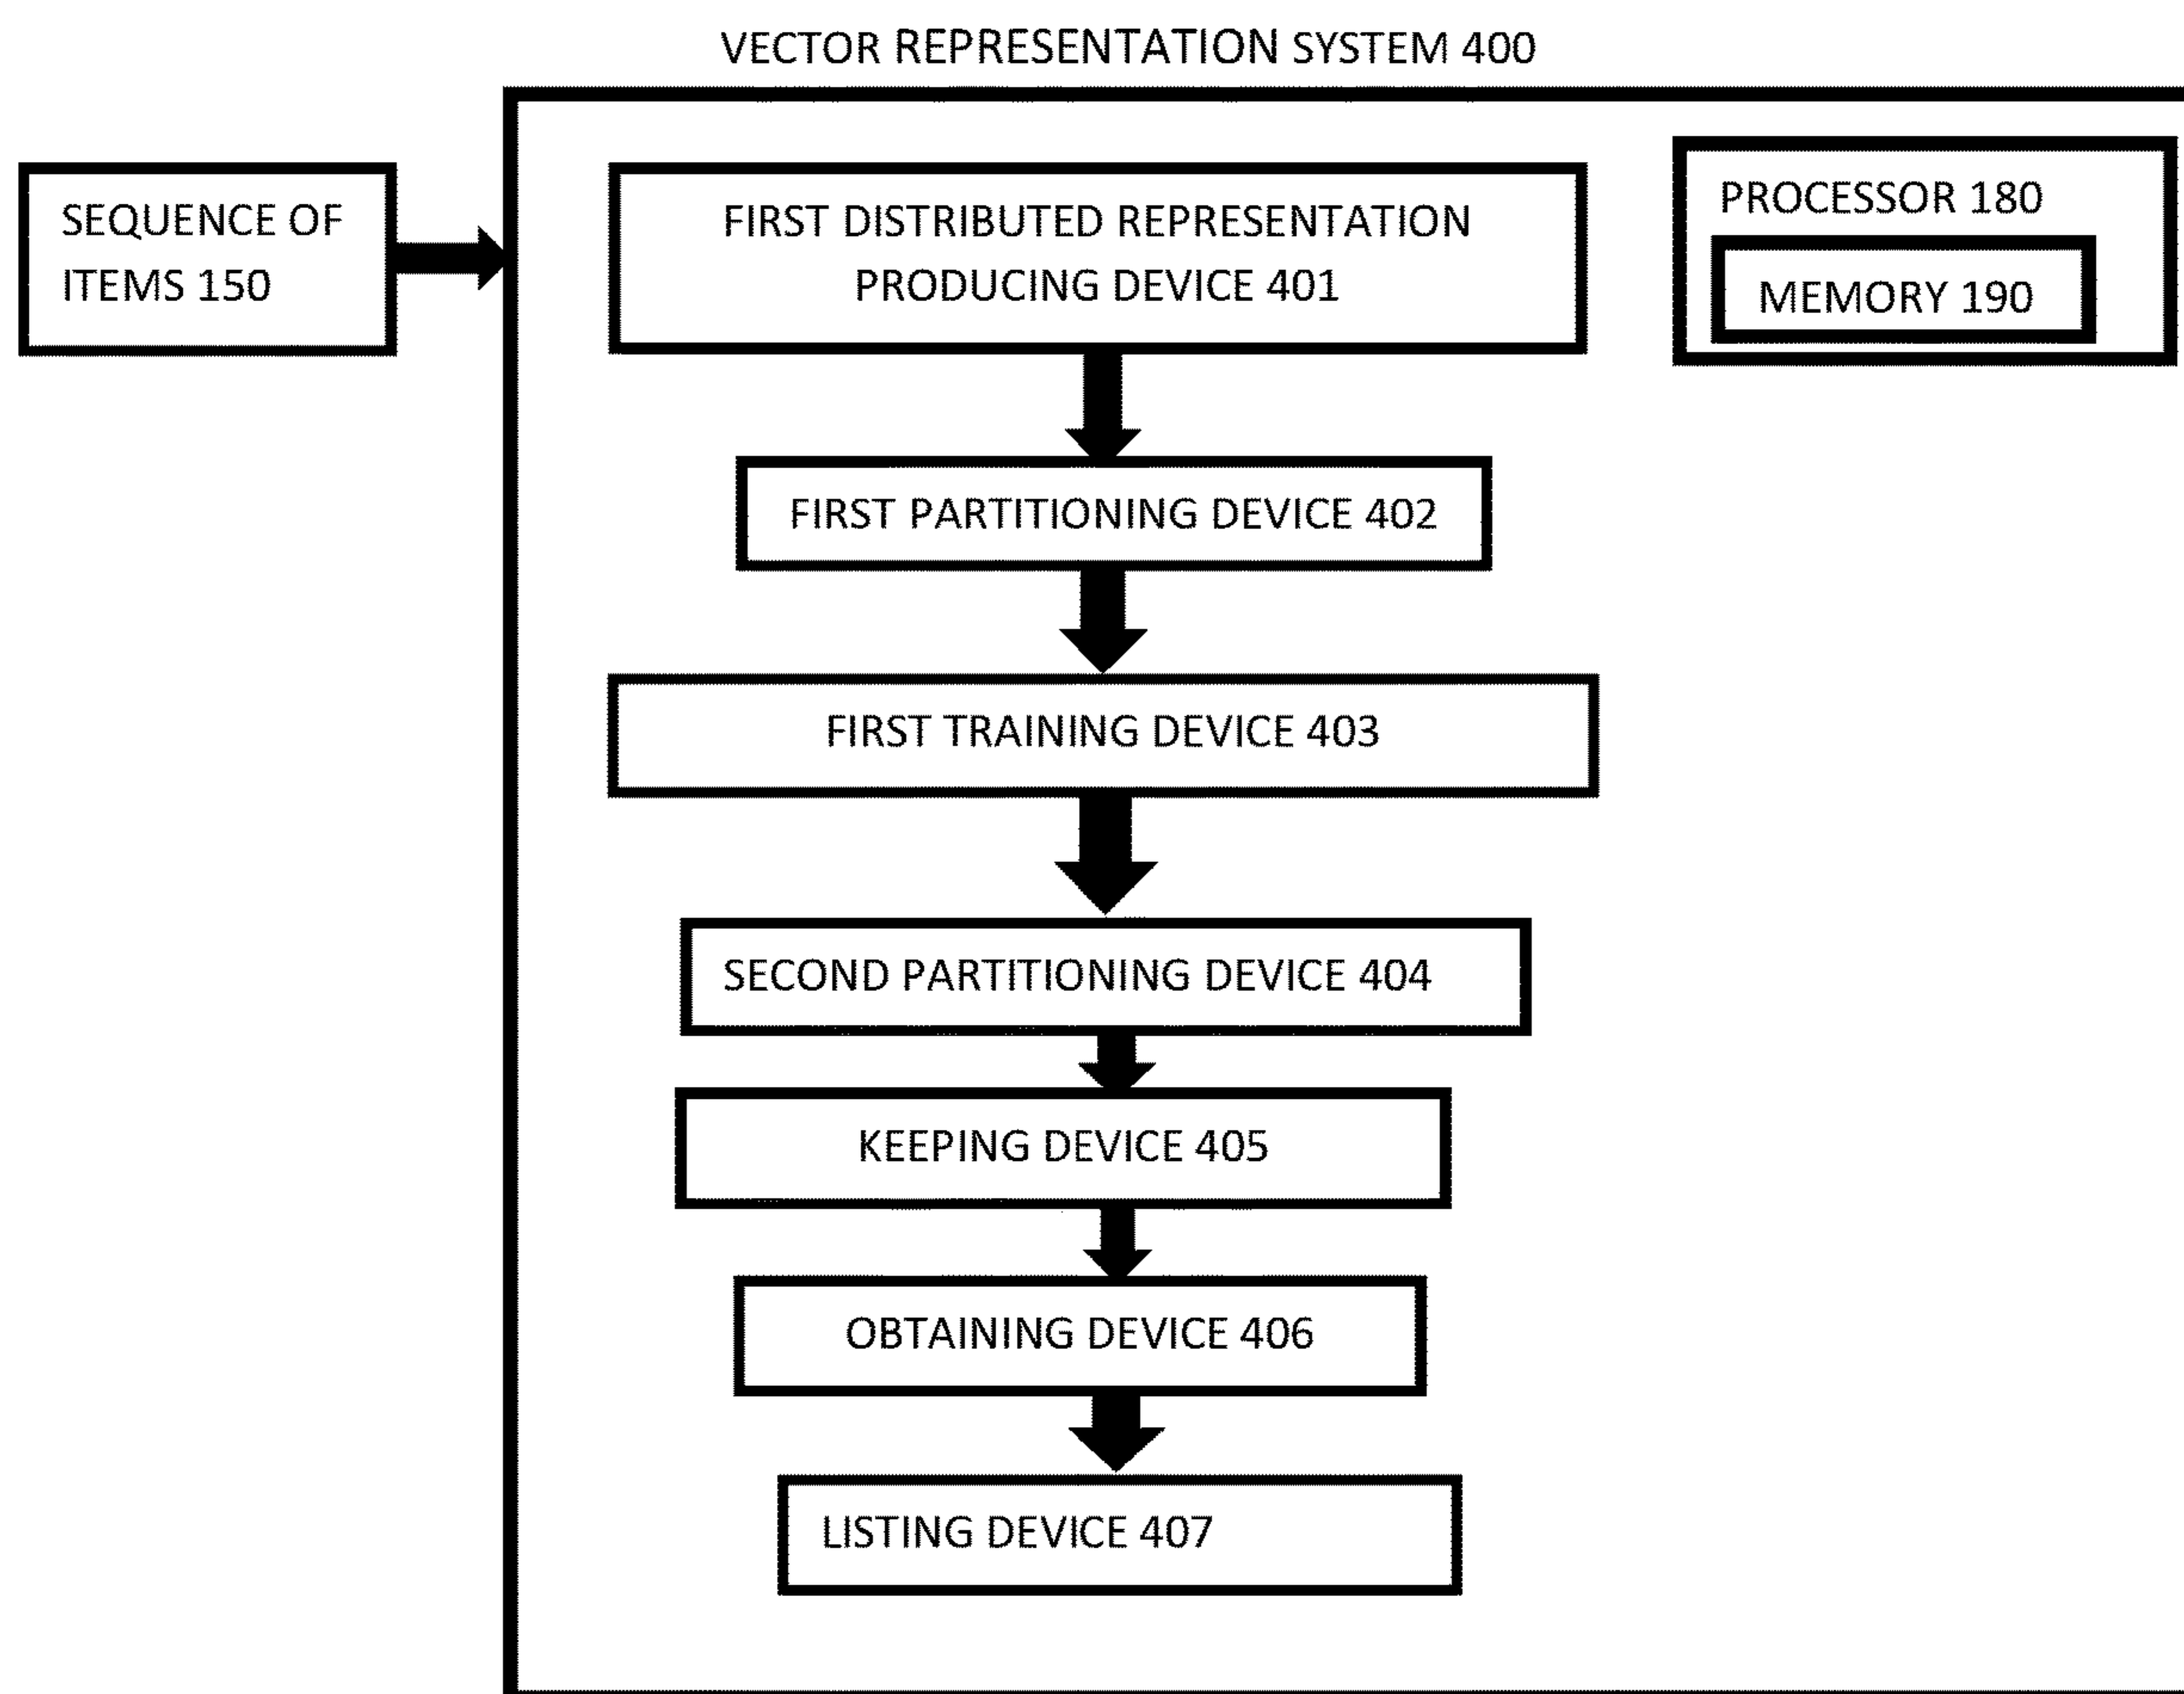 VECTOR REPRESENTATION SYSTEM 400
SEQUENCE OF
ITEMS 150
FIRST DISTRIBUTED REPRESENTATION
PRODUCING DEVICE 401
PROCESSOR 180
MEMORY 190
FIRST PARTITIONING DEVICE 402
FIRST TRAINING DEVICE 403
SECOND PARTITIONING DEVICE 404
KEEPING DEVICE 405
OBTAINING DEVICE 406
LISTING DEVICE 407